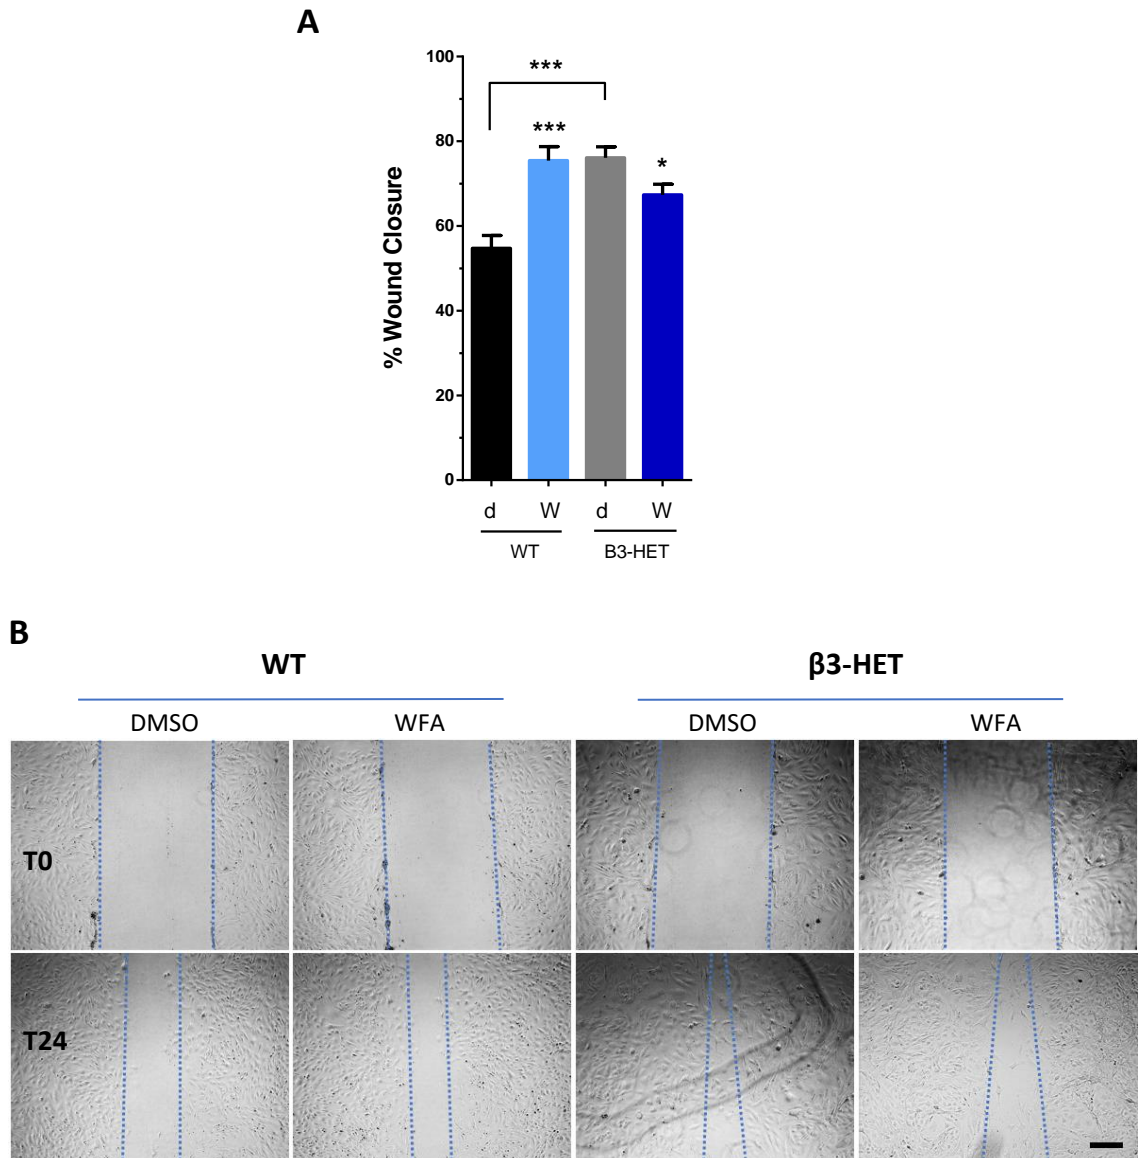 A
100
80
60
40
20
0
% Wound Closure
***
***
*
d W d W
WT B3-HET
B
WT β3-HET
DMSO WFA DMSO WFA
T0
T24